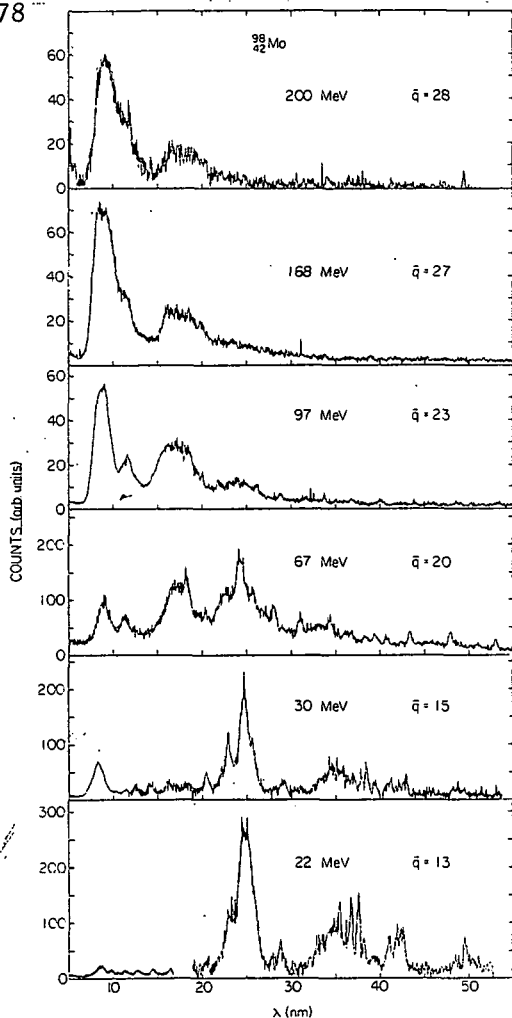 78
98
42 Mo
200 MeV q̄ = 28
60
40
20
0
168 MeV q̄ = 27
60
40
20
97 MeV q̄ = 23
60
40
20
0
COUNTS (arb units)
67 MeV q̄ = 20
200
100
0
30 MeV q̄ = 15
200
100
22 MeV q̄ = 13
300
200
100
0
10 20 30 40 50
λ (nm)